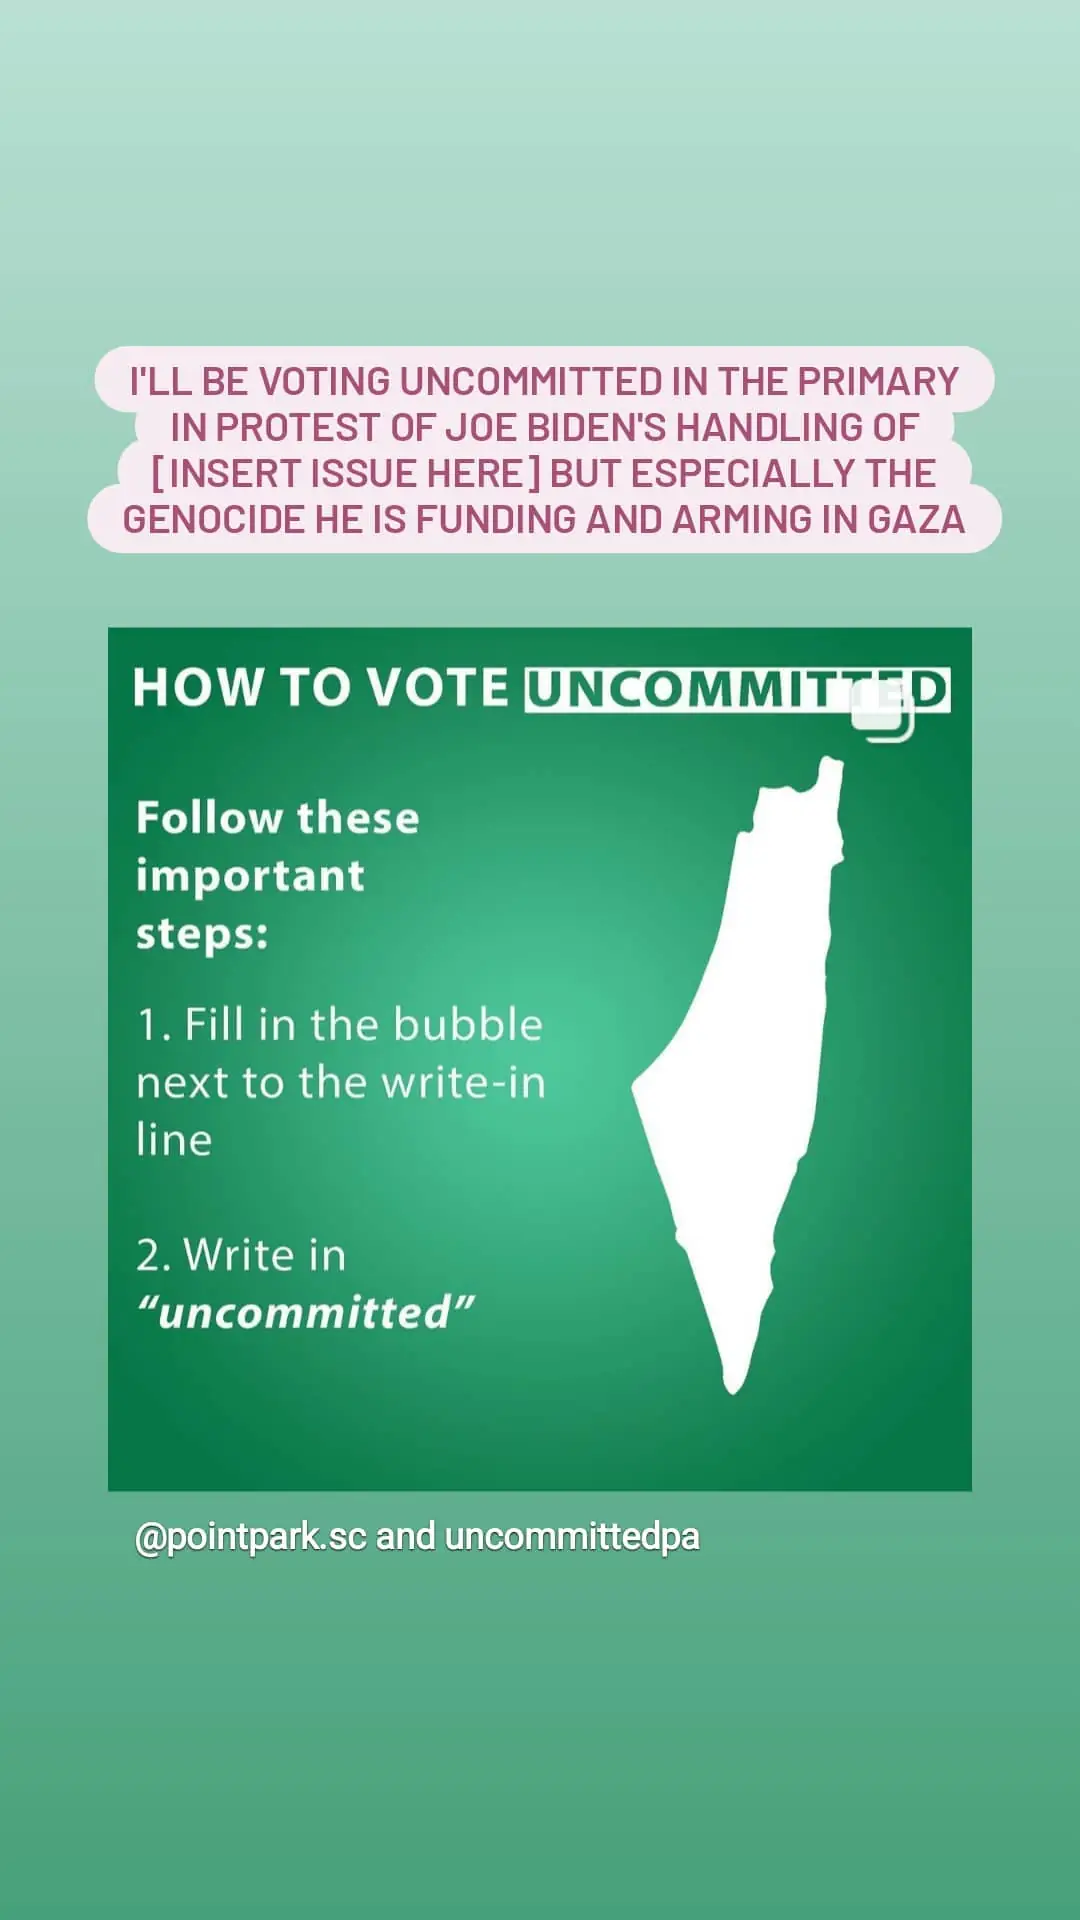 I'LL BE VOTING UNCOMMITTED IN THE PRIMARY
IN PROTEST OF JOE BIDEN'S HANDLING OF
[INSERT ISSUE HERE] BUT ESPECIALLY THE
GENOCIDE HE IS FUNDING AND ARMING IN GAZA
HOW TO VOTE UNCOMMITTED
Follow these
important
steps:
1. Fill in the bubble
next to the write-in
line
2. Write in
“uncommitted”
@pointpark.sc and uncommittedpa